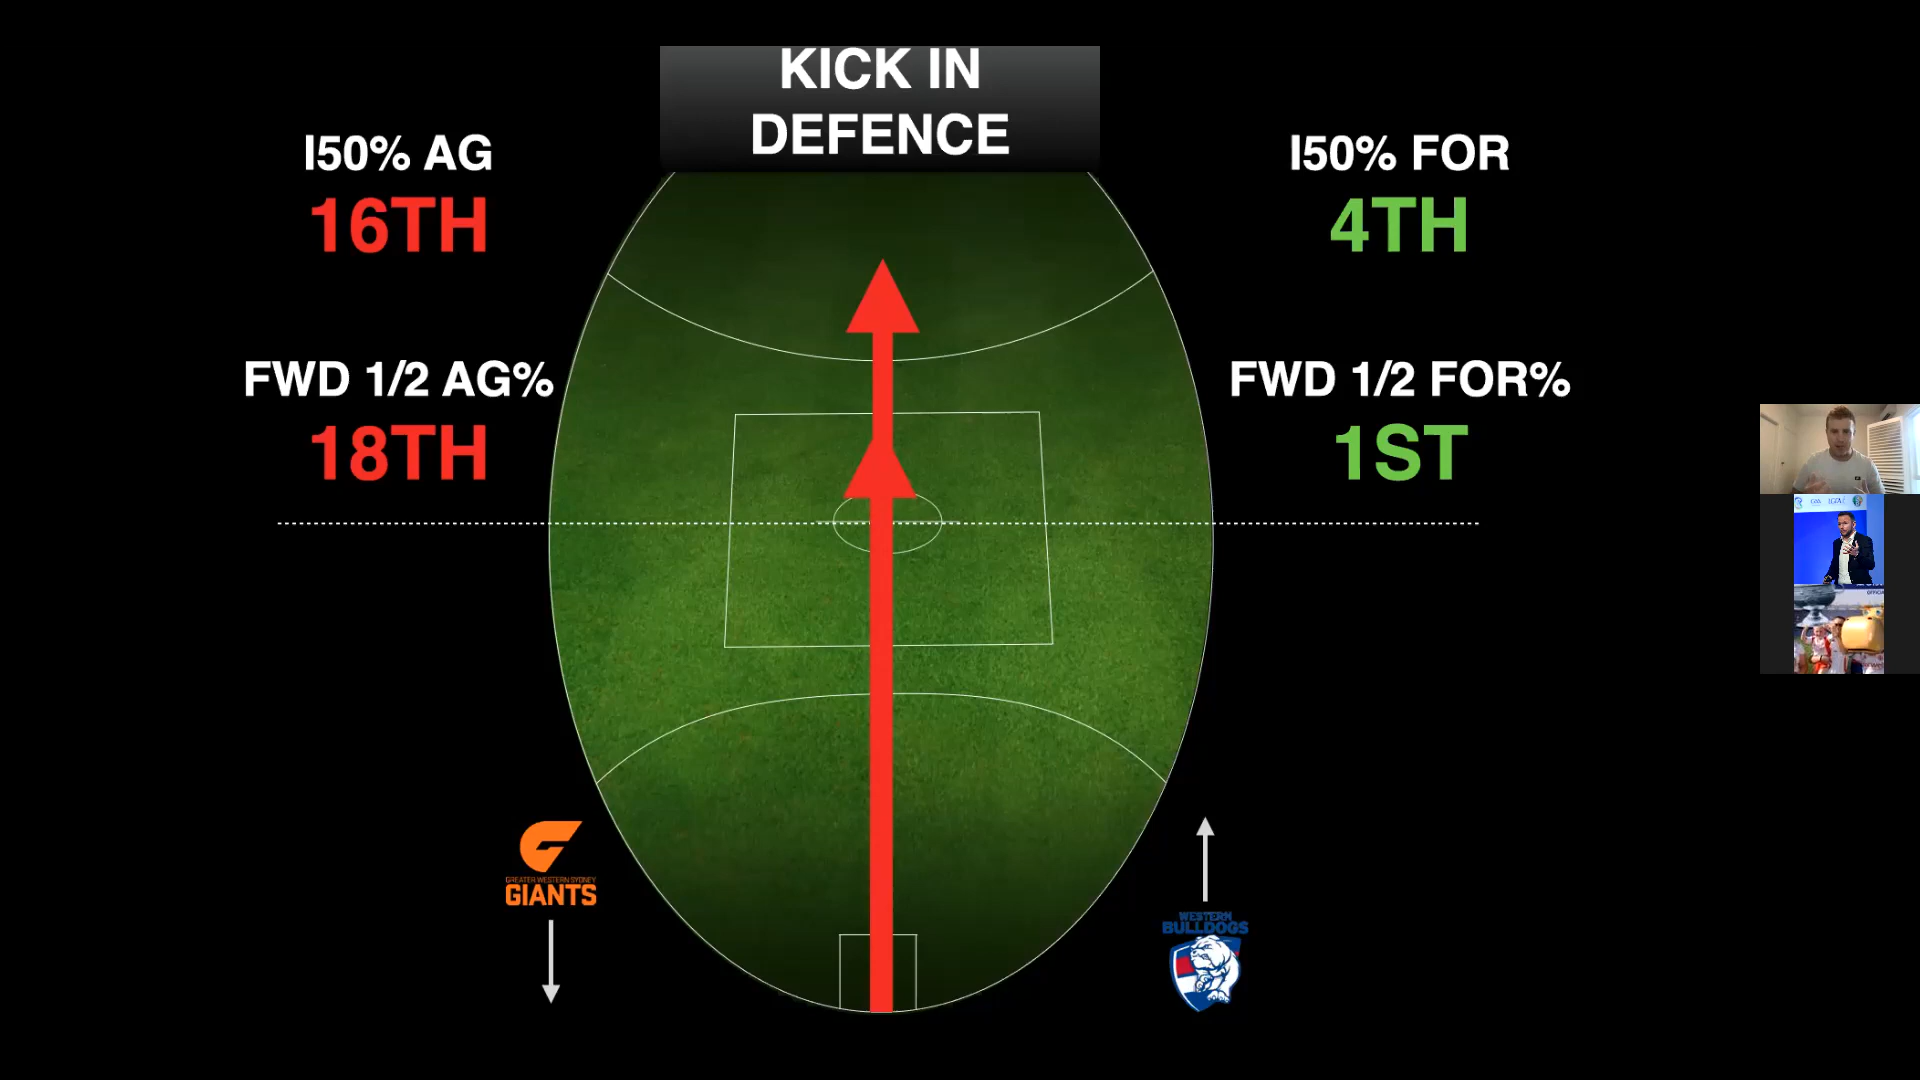 KICK IN
DEFENCE
I50% AG
16TH
I50% FOR
4TH
FWD 1/2 AG%
18TH
FWD 1/2 FOR%
1ST
GREATER WESTERN SYDNEY
GIANTS
WESTERN
BULLDOGS